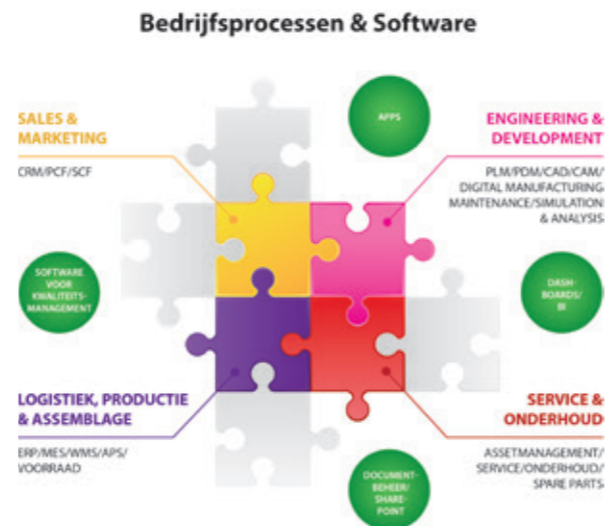 Bedrijfsprocessen & Software
SALES &
MARKETING
CRM/PCF/SCF
APPS
ENGINEERING &
DEVELOPMENT
PLM/PDM/CAD/CAM/
DIGITAL MANUFACTURING
MAINTENANCE/SIMULATION
& ANALYSIS
SOFTWARE
VOOR
KWALITEITS-
MANAGEMENT
DASH-
BOARDS/
BI
LOGISTIEK, PRODUCTIE
& ASSEMBLAGE
ERP/MES/WMS/APS/
VOORRAAD
SERVICE &
ONDERHOUD
ASSETMANAGEMENT/
SERVICE/ONDERHOUD/
SPARE PARTS
DOCUMENT-
BEHEER/
SHARE-
POINT